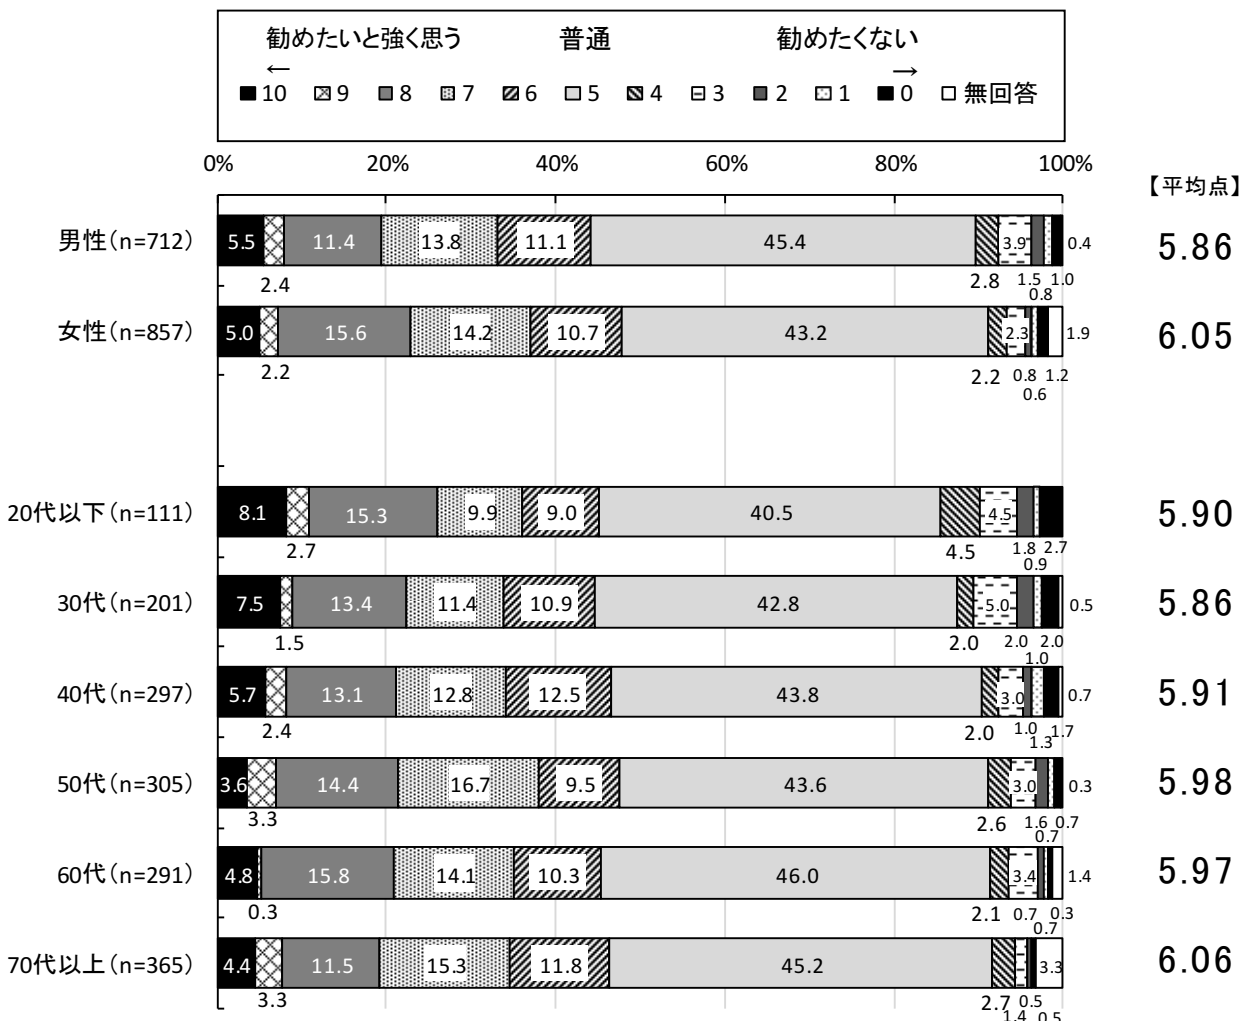 勧めたいと強く思う 普通 勧めたくない
← →
10 9 8 7 6 5 4 3 2 1 0 無回答
0% 20% 40% 60% 80% 100%
【平均点】
男性(n=712) 5.5 11.4 13.8 11.1 45.4 3.9 0.4 5.86
2.4 2.8 1.5 1.0
0.8
女性(n=857) 5.0 15.6 14.2 10.7 43.2 2.3 1.9 6.05
2.2 2.2 0.8 1.2
0.6
20代以下(n=111) 8.1 15.3 9.9 9.0 40.5 4.5 5.90
2.7 4.5 1.8 2.7
0.9
30代(n=201) 7.5 13.4 11.4 10.9 42.8 5.0 0.5 5.86
1.5 2.0 2.0 2.0
1.0
40代(n=297) 5.7 13.1 12.8 12.5 43.8 3.0 0.7 5.91
2.4 2.0 1.0 1.7
1.3
50代(n=305) 3.6 14.4 16.7 9.5 43.6 3.0 0.3 5.98
3.3 2.6 1.6 0.7
0.7
60代(n=291) 4.8 15.8 14.1 10.3 46.0 3.4 1.4 5.97
0.3 2.1 0.7 0.3
0.7
70代以上(n=365) 4.4 11.5 15.3 11.8 45.2 3.3 6.06
3.3 2.7 0.5
1.4 0.5